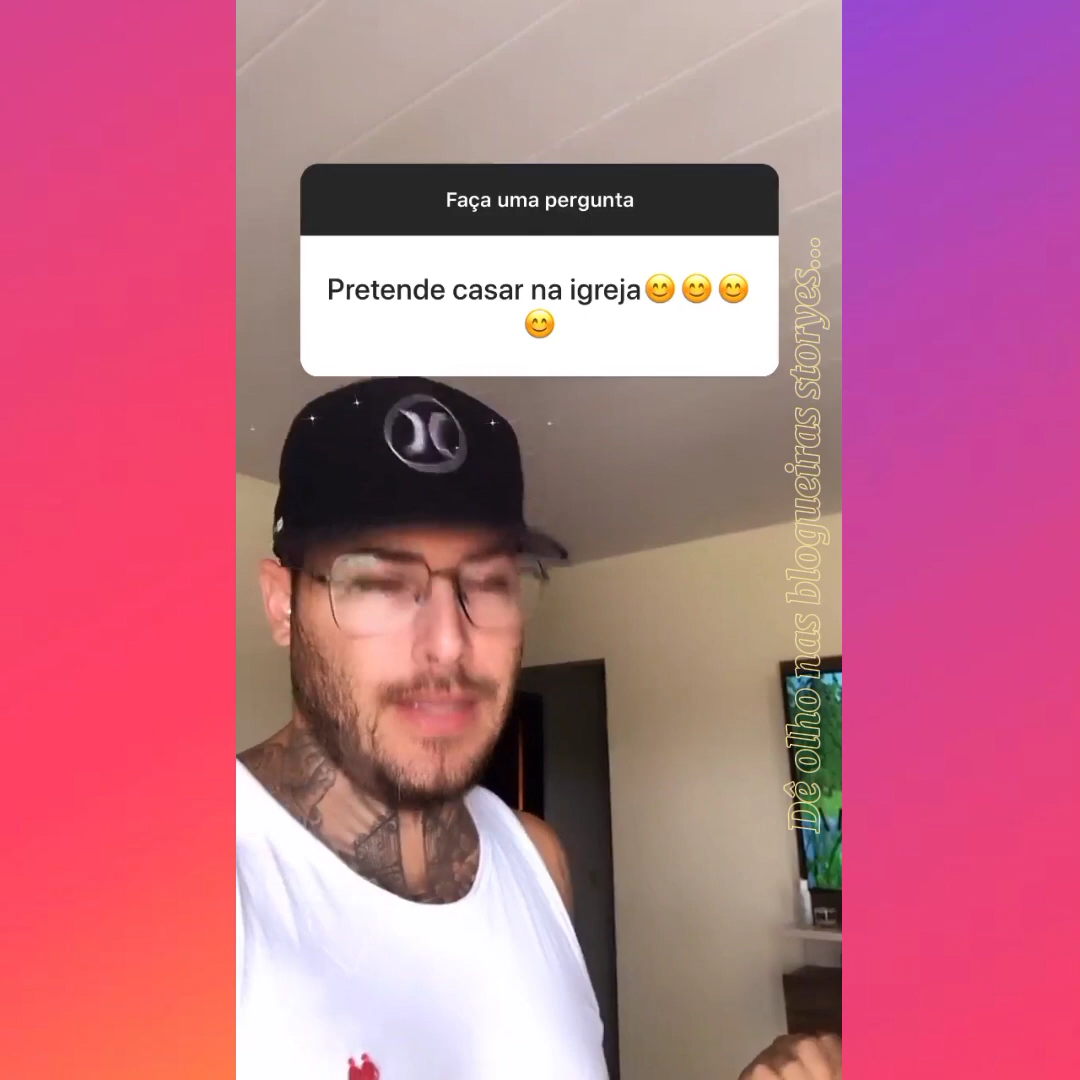 Faça uma pergunta
Pretende casar na igreja😊😊😊
😊
Dê olho nas blogueiras storyes...